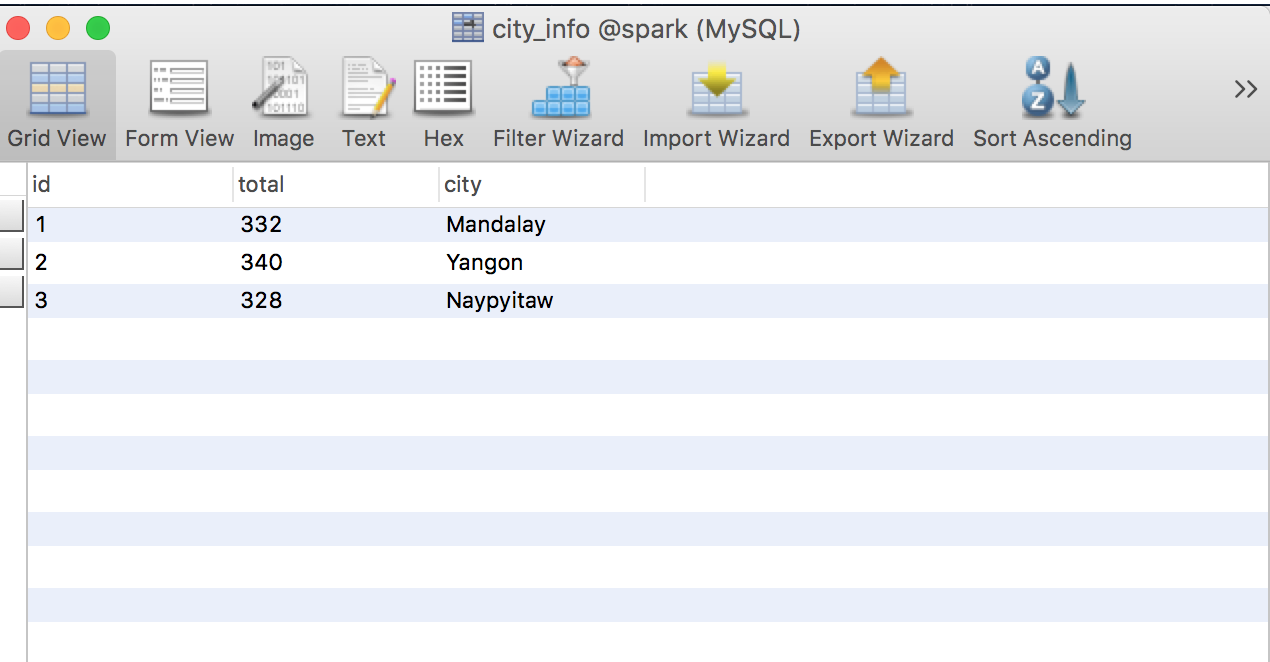 city_info @spark (MySQL)
Grid View Form View Image Text Hex Filter Wizard Import Wizard Export Wizard Sort Ascending
id total city
1 332 Mandalay
2 340 Yangon
3 328 Naypyitaw